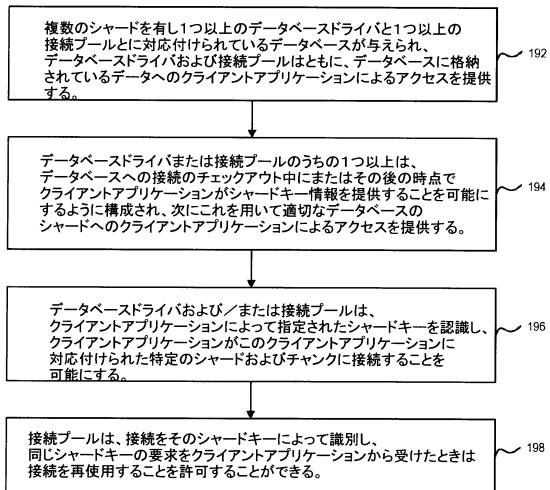 複数のシャードを有し1つ以上のデータベースドライバと1つ以上の
接続プールとに対応付けられているデータベースが与えられ、
データベースドライバおよび接続プールはともに、データベースに格納
されているデータへのクライアントアプリケーションによるアクセスを提供
する。
192
データベースドライバまたは接続プールのうちの1つ以上は、
データベースへの接続のチェックアウト中にまたはその後の時点で
クライアントアプリケーションがシャードキー情報を提供することを可能に
するように構成され、次にこれを用いて適切なデータベースの
シャードへのクライアントアプリケーションによるアクセスを提供する。
194
データベースドライバおよび/または接続プールは、
クライアントアプリケーションによって指定されたシャードキーを認識し、
クライアントアプリケーションがこのクライアントアプリケーションに
対応付けられた特定のシャードおよびチャンクに接続することを
可能にする。
196
接続プールは、接続をそのシャードキーによって識別し、
同じシャードキーの要求をクライアントアプリケーションから受けたときは
接続を再使用することを許可することができる。
198